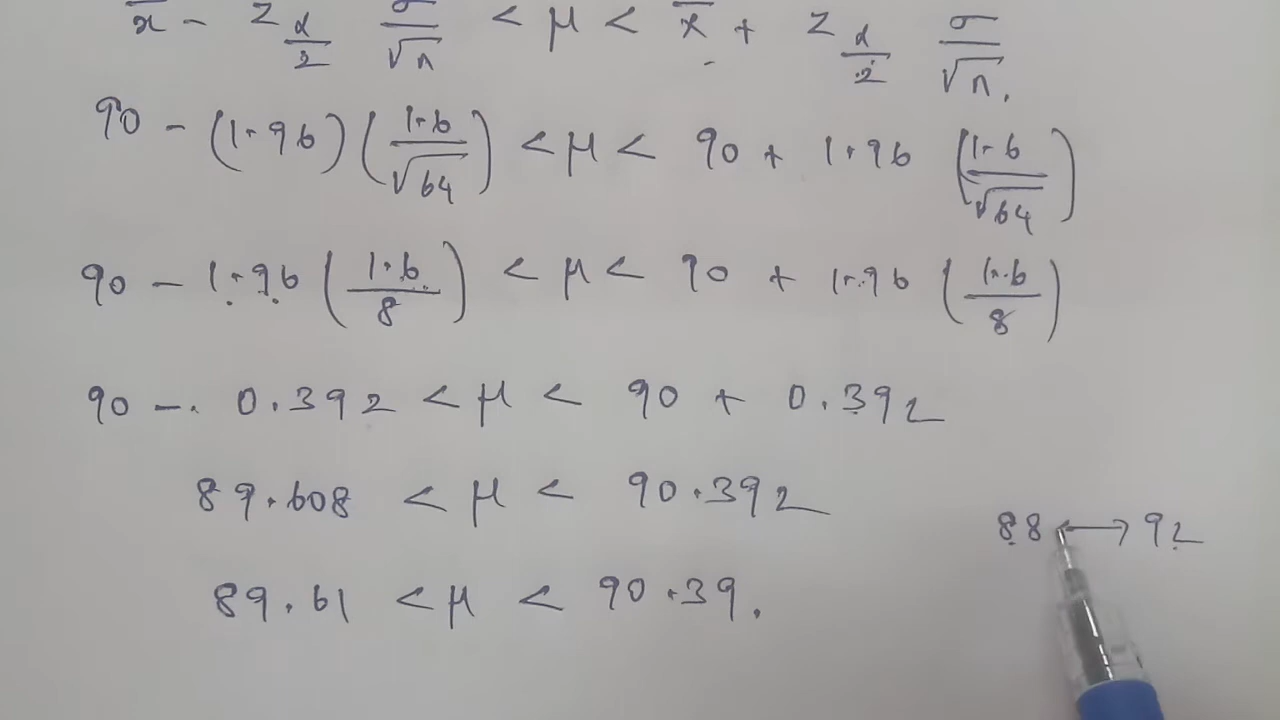 x̄ - z α/2 σ/√n < μ < x̄ + z α/2 σ/√n.
90 - (1.96) (1.6/√64) < μ < 90 + 1.96 (1.6/√64)
90 - 1.96 (1.6/8) < μ < 90 + 1.96 (1.6/8)
90 - 0.392 < μ < 90 + 0.392
89.608 < μ < 90.392
88 ↔ 92
89.61 < μ < 90.39.